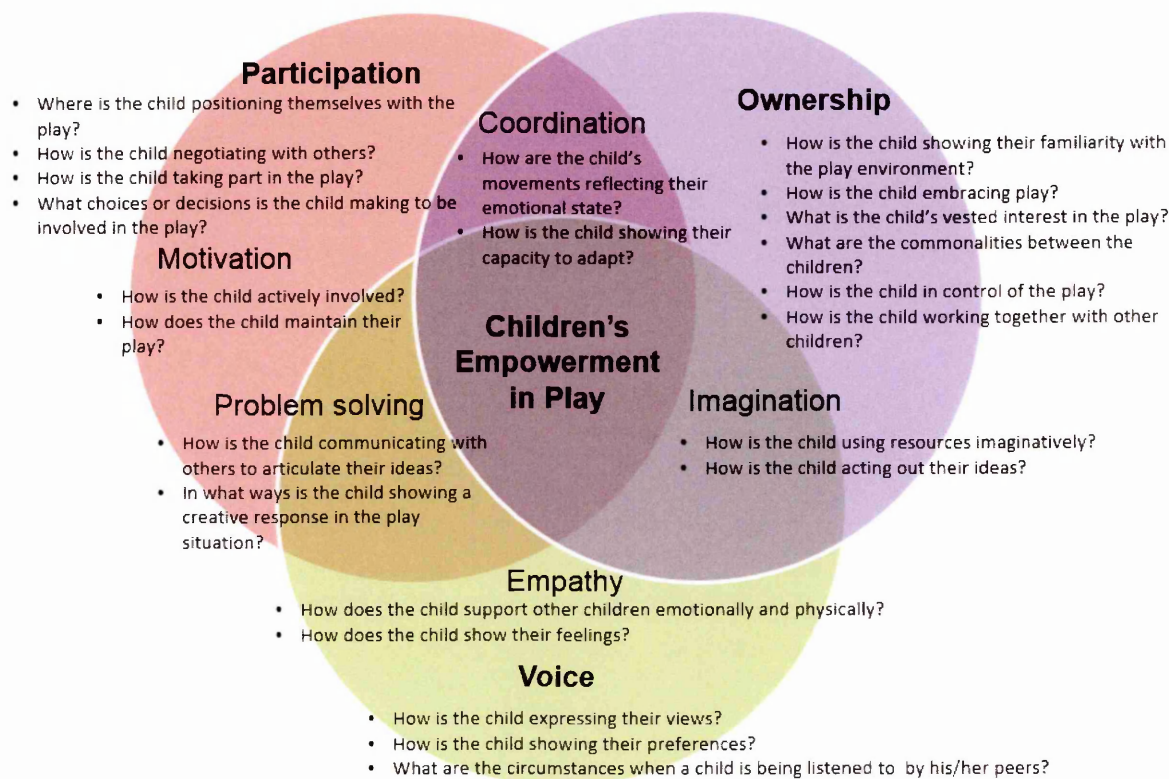 Participation
• Where is the child positioning themselves with the
play?
• How is the child negotiating with others?
• How is the child taking part in the play?
• What choices or decisions is the child making to be
involved in the play?
Motivation
• How is the child actively involved?
• How does the child maintain their
play?
Coordination
• How are the child's
movements reflecting their
emotional state?
• How is the child showing their
capacity to adapt?
Ownership
• How is the child showing their familiarity with
the play environment?
• How is the child embracing play?
• What is the child's vested interest in the play?
• What are the commonalities between the
children?
• How is the child in control of the play?
• How is the child working together with other
children?
Children's
Empowerment
in Play
Problem solving
• How is the child communicating with
others to articulate their ideas?
• In what ways is the child showing a
creative response in the play
situation?
Imagination
• How is the child using resources imaginatively?
• How is the child acting out their ideas?
Empathy
• How does the child support other children emotionally and physically?
• How does the child show their feelings?
Voice
• How is the child expressing their views?
• How is the child showing their preferences?
• What are the circumstances when a child is being listened to by his/her peers?